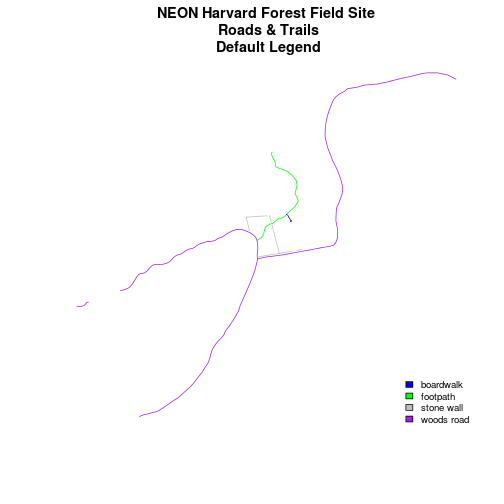 NEON Harvard Forest Field Site
Roads & Trails
Default Legend
boardwalk
footpath
stone wall
woods road